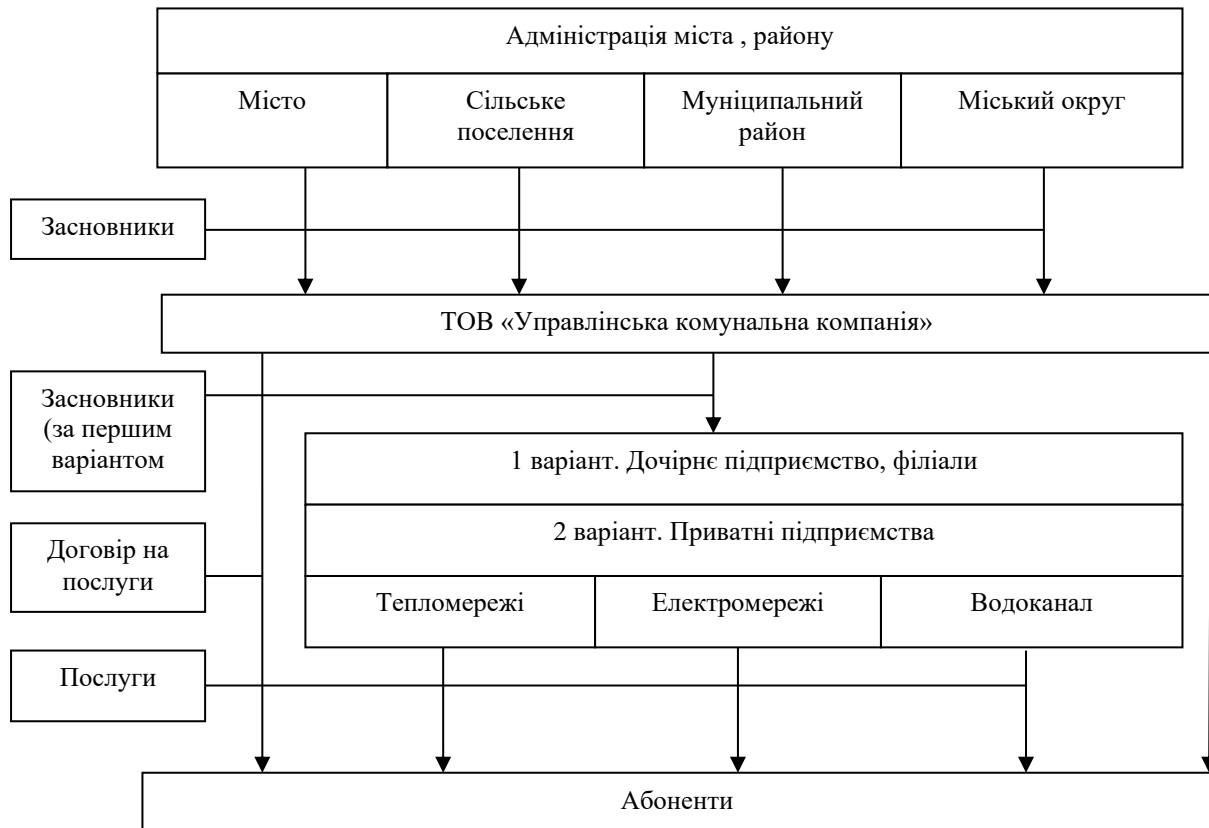 Адміністрація міста , району
Місто
Сільське
поселення
Муніципальний
район
Міський округ
Засновники
ТОВ «Управлінська комунальна компанія»
Засновники
(за першим
варіантом
1 варіант. Дочірнє підприємство, філіали
2 варіант. Приватні підприємства
Договір на
послуги
Тепломережі
Електромережі
Водоканал
Послуги
Абоненти